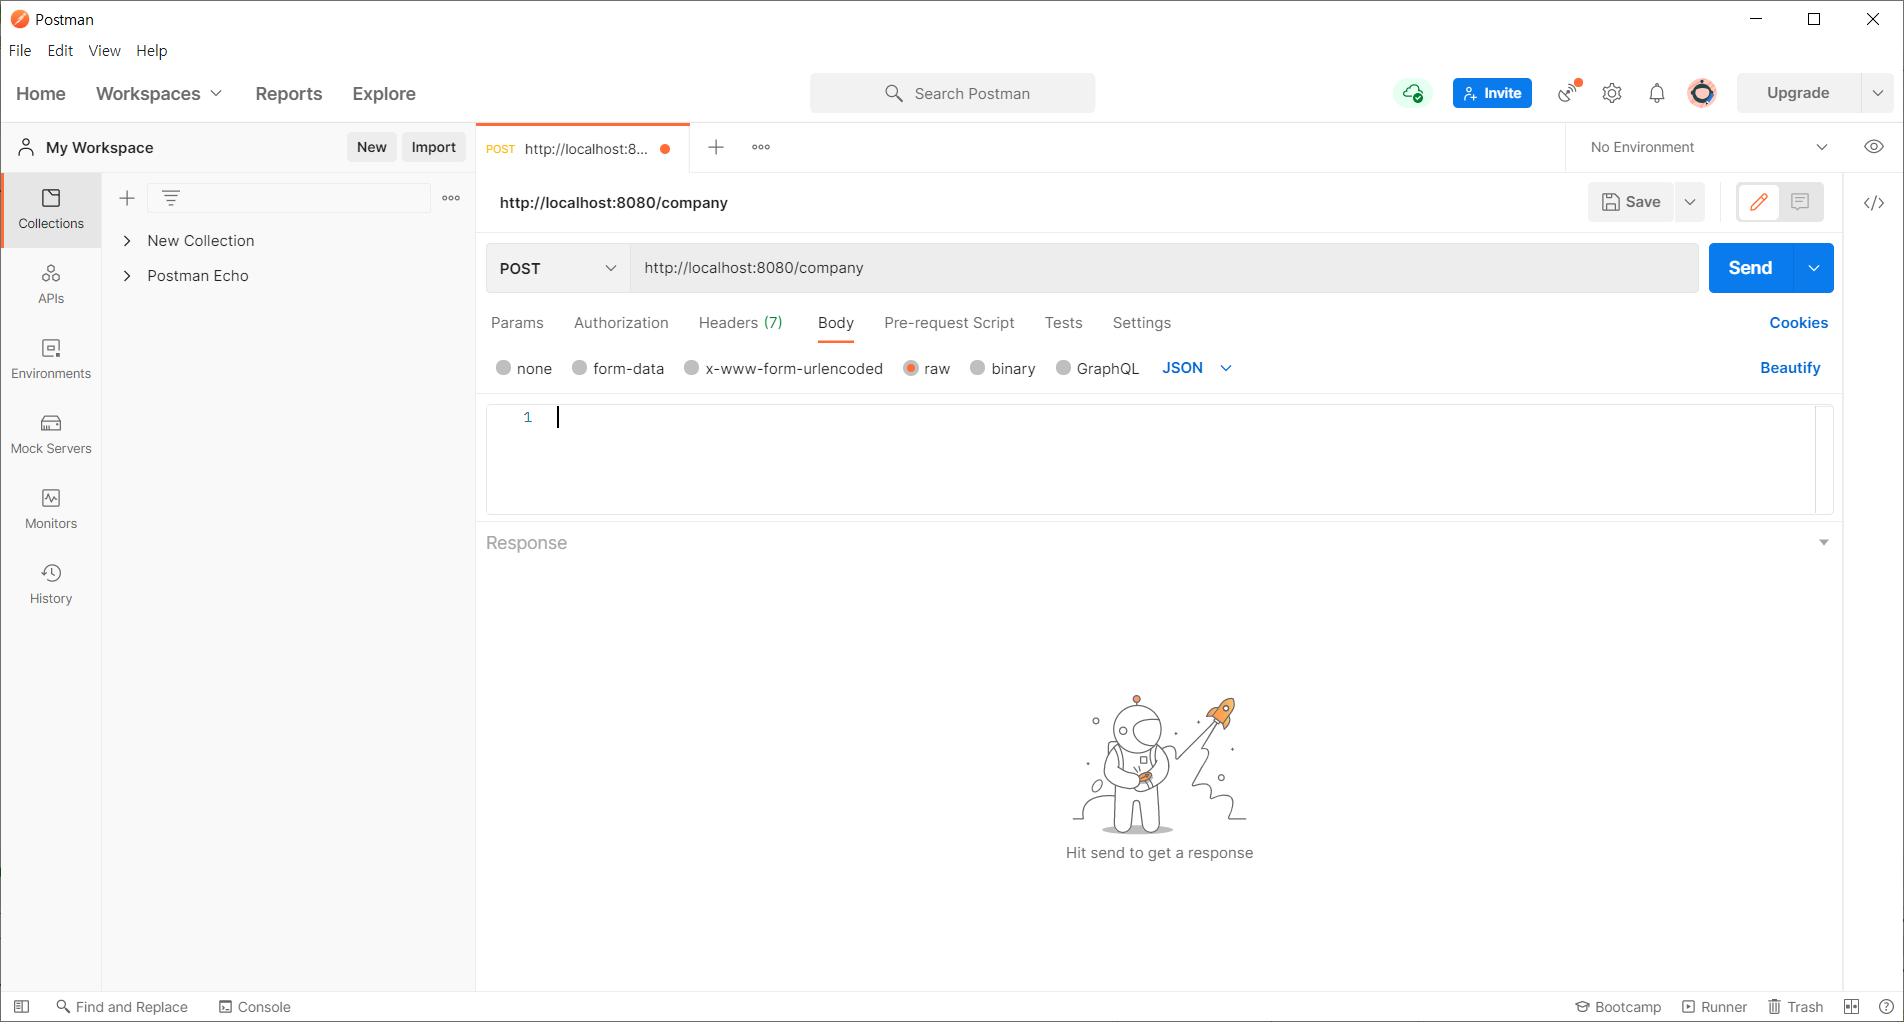 Postman
File Edit View Help
Home Workspaces Reports Explore Search Postman Invite Upgrade
My Workspace New Import POST http://localhost:8... No Environment
Collections
APIs
Environments
Mock Servers
Monitors
History
New Collection
Postman Echo
http://localhost:8080/company Save
POST http://localhost:8080/company Send
Params Authorization Headers (7) Body Pre-request Script Tests Settings Cookies
none form-data x-www-form-urlencoded raw binary GraphQL JSON Beautify
1
Response
Hit send to get a response
Find and Replace Console Bootcamp Runner Trash